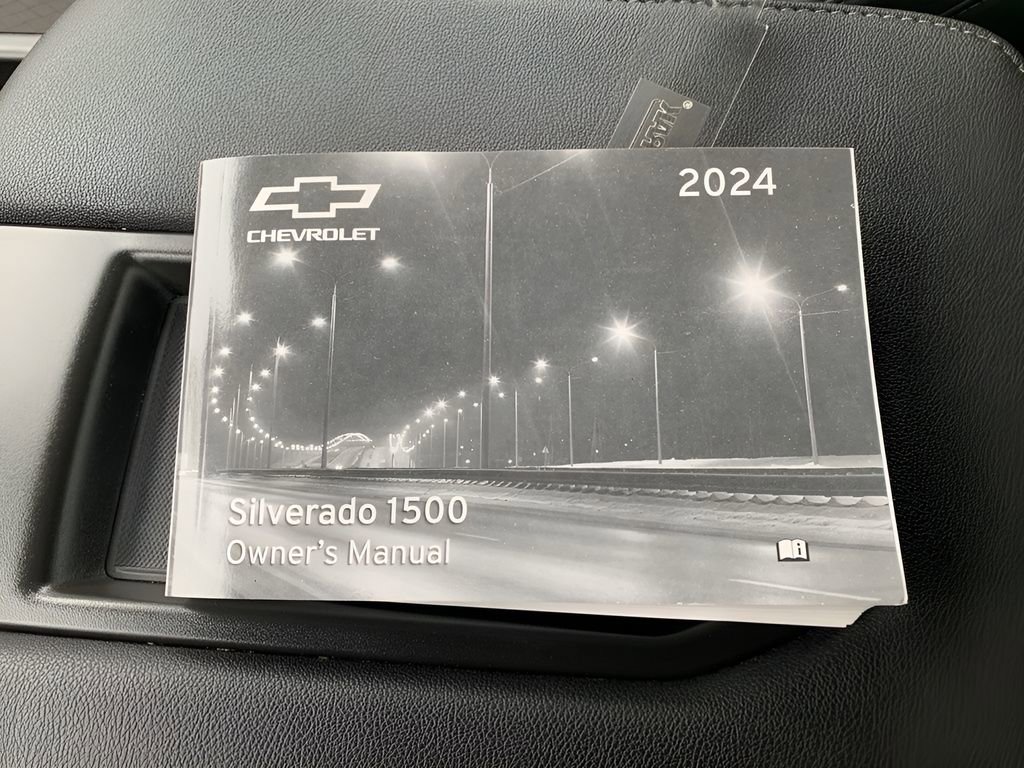 2024
CHEVROLET
Silverado 1500
Owner's Manual
i